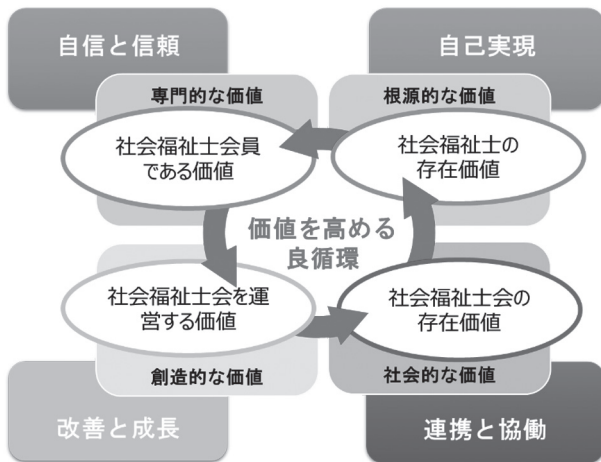 自信と信頼
自己実現
専門的な価値
根源的な価値
社会福祉士会員
である価値
社会福祉士の
存在価値
価値を高める
良循環
社会福祉士会を運
営する価値
社会福祉士会の
存在価値
創造的な価値
社会的な価値
改善と成長
連携と協働